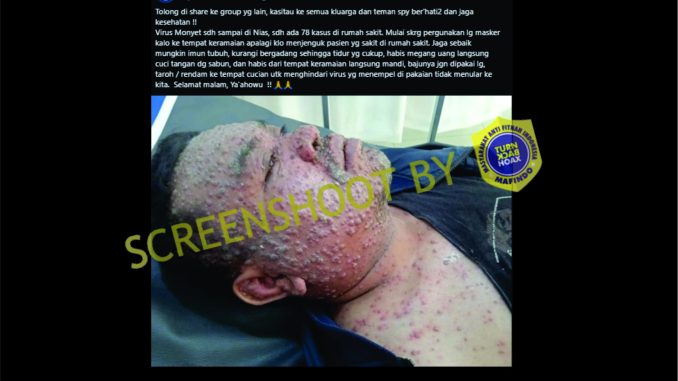 Tolong di share ke group yg lain, kasitau ke semua kluarga dan teman spy ber'hati2 dan jaga
kesehatan !!
Virus Monyet sdh sampai di Nias, sdh ada 78 kasus di rumah sakit. Mulai skrg pergunakan lg masker
kalo ke tempat keramaian apalagi klo menjenguk pasien yg sakit di rumah sakit. Jaga sebaik
mungkin imun tubuh, kurangi bergadang sehingga tidur yg cukup, habis megang uang langsung
cuci tangan dg sabun, dan habis dari tempat keramaian langsung mandi, bajunya jgn dipakai lg,
taroh / rendam ke tempat cucian utk menghindari virus yg menempel di pakaian tidak menular ke
kita. Selamat malam, Ya'ahowu !! 🙏🙏
SCREENSHOOT BY
MASYARAKAT ANTI FITNAH INDONESIA
TURN
BACK
HOAX
MAFINDO